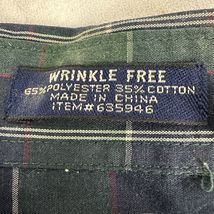 WRINKLE FREE
65% POLYESTER 35% COTTON
MADE IN CHINA
ITEM#635946